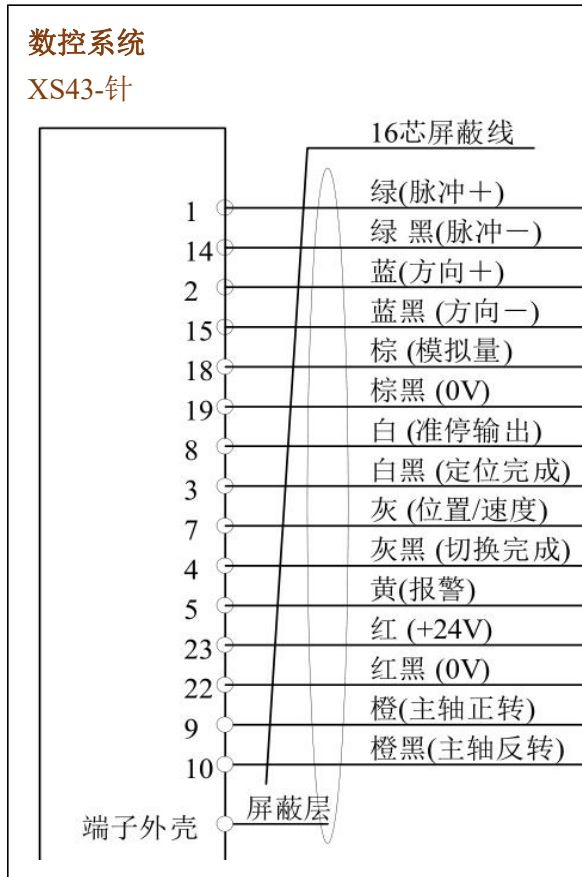 数控系统
XS43-针
16芯屏蔽线
绿(脉冲＋)
1
绿 黑(脉冲－)
14
蓝(方向＋)
2
蓝黑 (方向－)
15
棕 (模拟量)
18
棕黑 (0V)
19
白 (准停输出)
8
白黑 (定位完成)
3
灰 (位置/速度)
7
灰黑 (切换完成)
4
黄(报警)
5
红 (+24V)
23
红黑 (0V)
22
橙(主轴正转)
9
橙黑(主轴反转)
10
屏蔽层
端子外壳